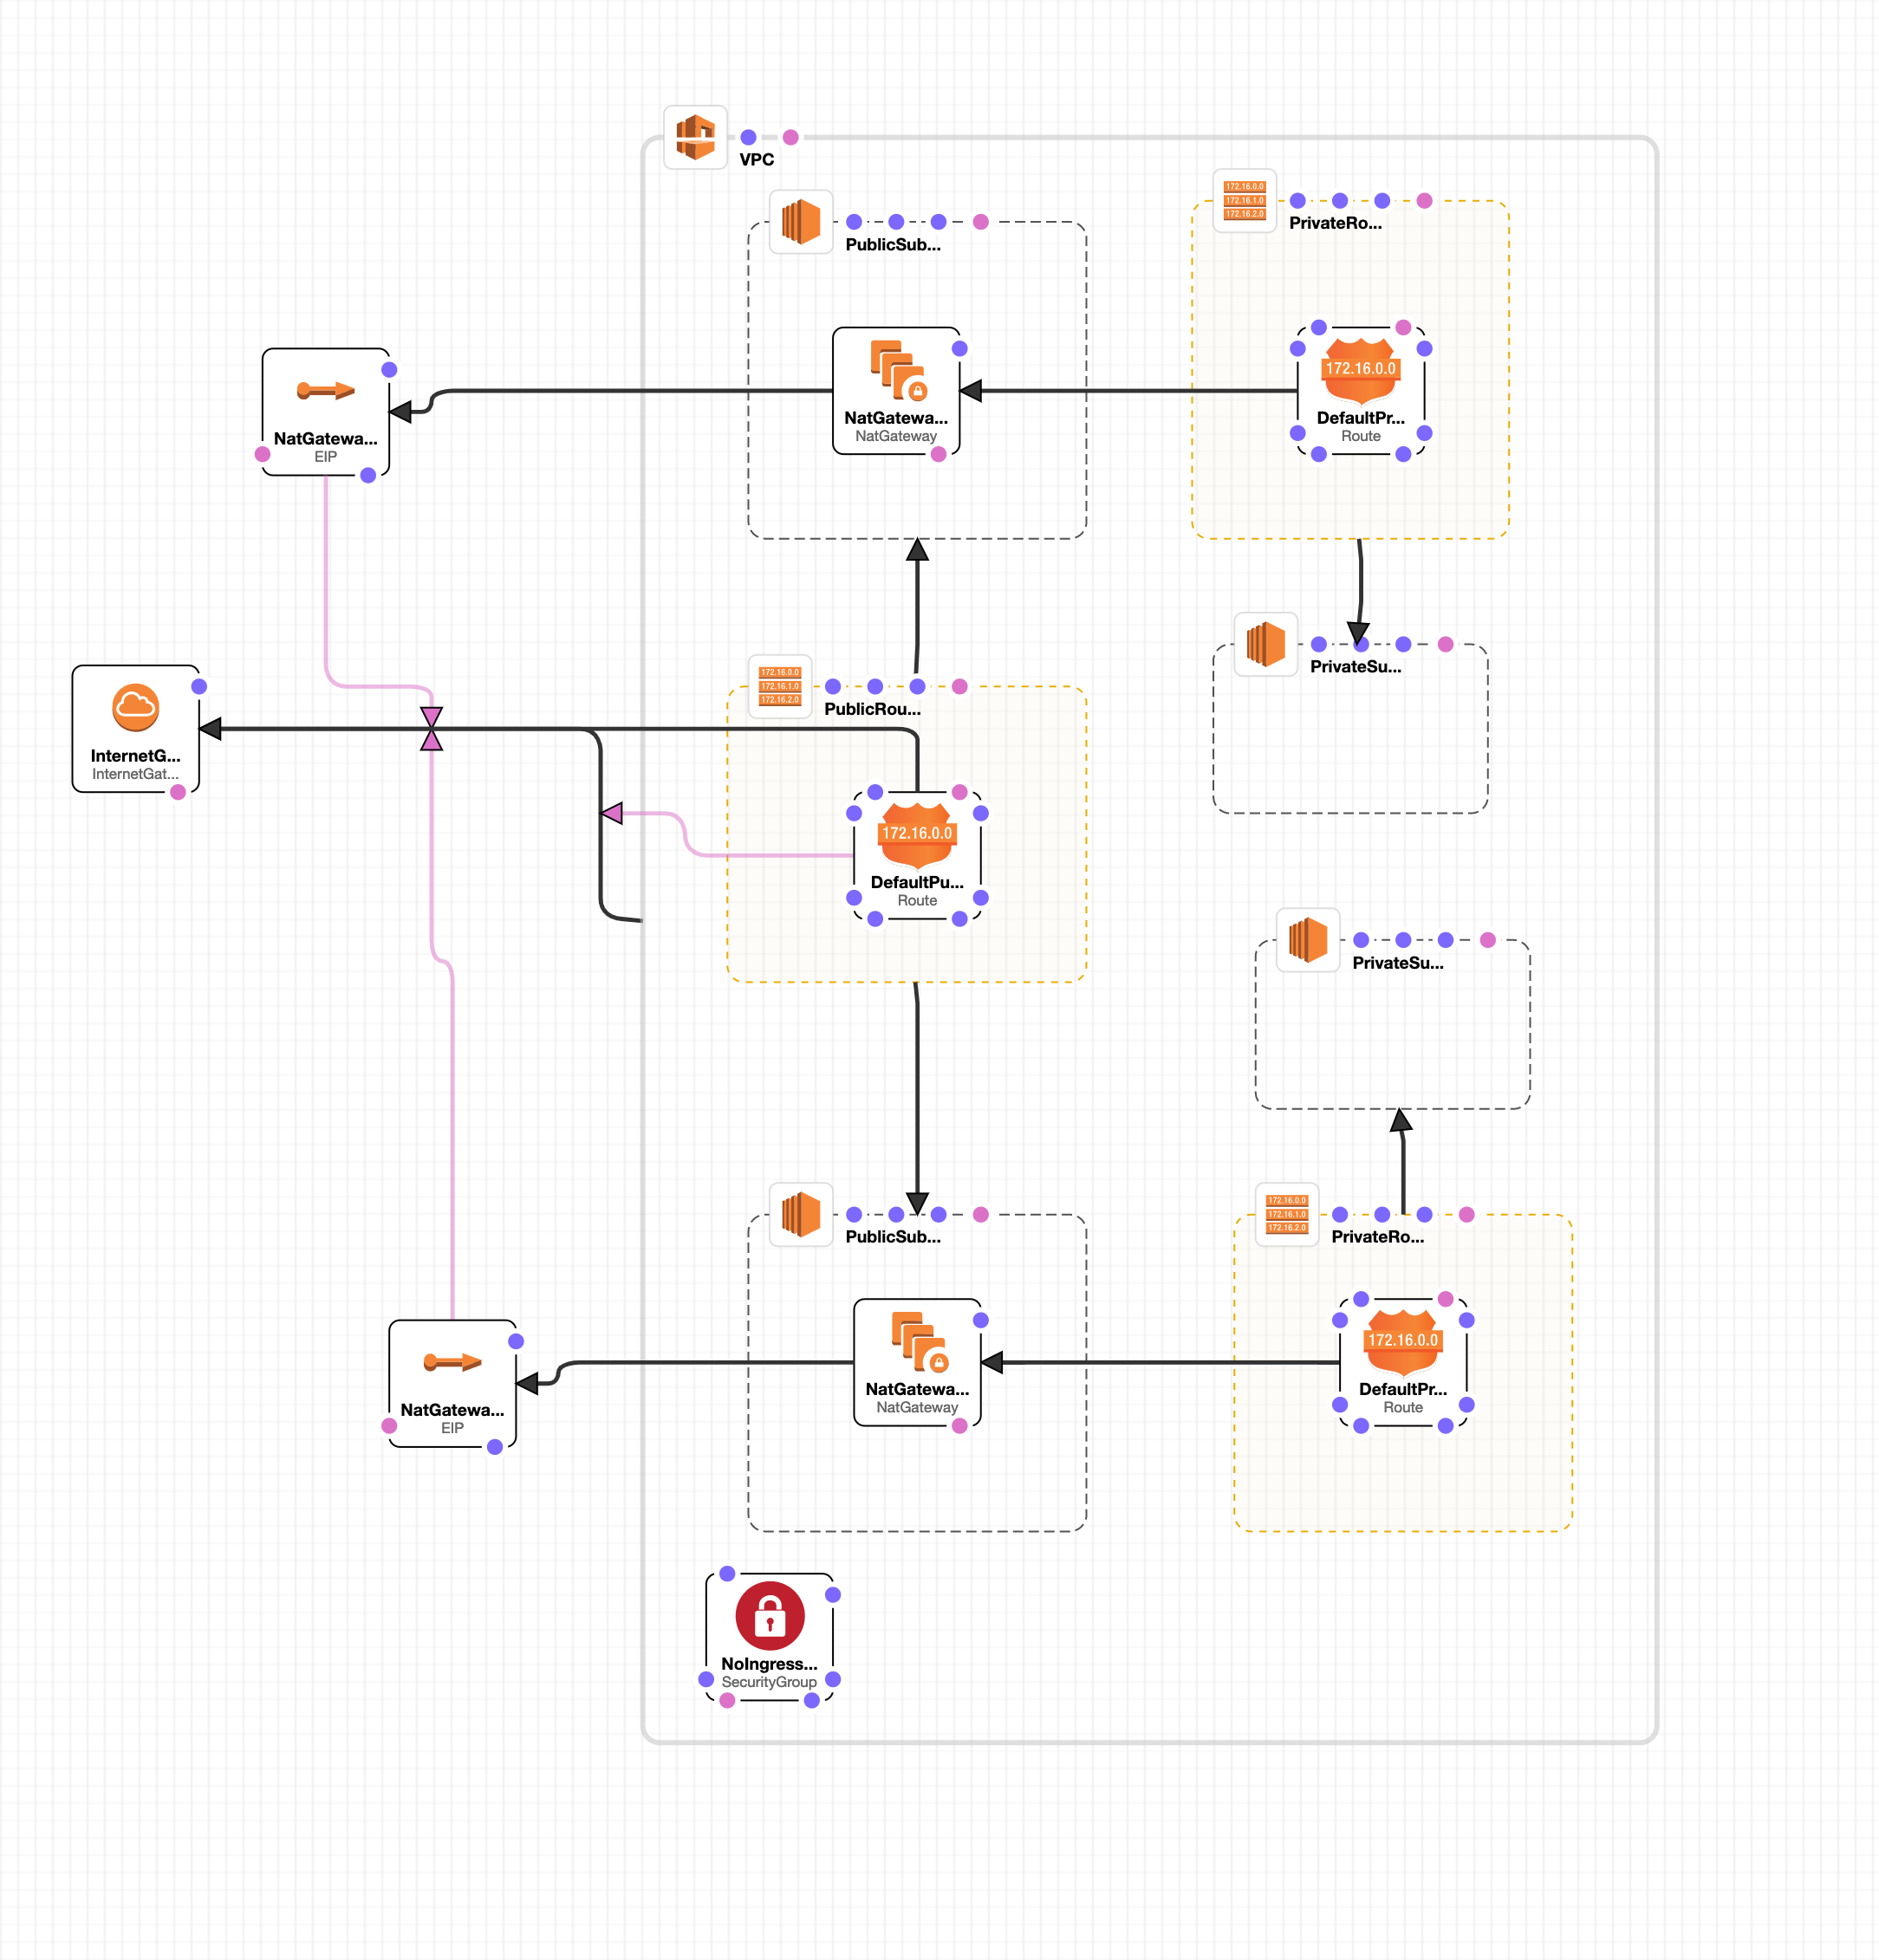 VPC
172.16.0.0
172.16.1.0
172.16.2.0
PrivateRo...
PublicSub...
172.16.0.0
DefaultPr...
Route
NatGatewa...
NatGateway
NatGatewa...
EIP
PrivateSu...
172.16.0.0
172.16.1.0
172.16.2.0
PublicRou...
InternetG...
InternetGat...
172.16.0.0
DefaultPu...
Route
PrivateSu...
PublicSub...
172.16.0.0
172.16.1.0
172.16.2.0
PrivateRo...
172.16.0.0
DefaultPr...
Route
NatGatewa...
NatGateway
NatGatewa...
EIP
NoIngress...
SecurityGroup